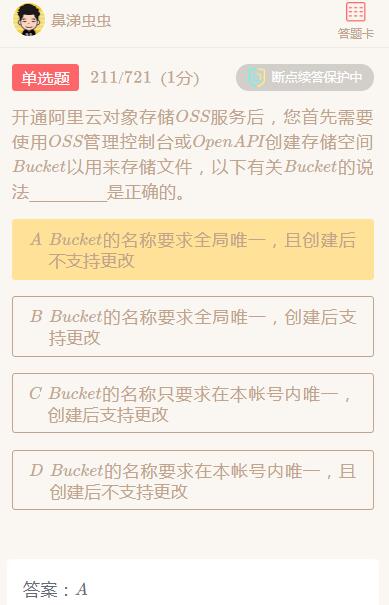 鼻涕虫虫
答题卡
单选题 211/721 (1分) 断点续答保护中
开通阿里云对象存储OSS服务后，您首先需要
使用OSS管理控制台或OpenAPI创建存储空间
Bucket以用来存储文件，以下有关Bucket的说
法________是正确的。
A Bucket的名称要求全局唯一，且创建后
不支持更改
B Bucket的名称要求全局唯一，创建后支
持更改
C Bucket的名称只要求在本帐号内唯一，
创建后支持更改
D Bucket的名称要求在本帐号内唯一，且
创建后不支持更改
答案：A